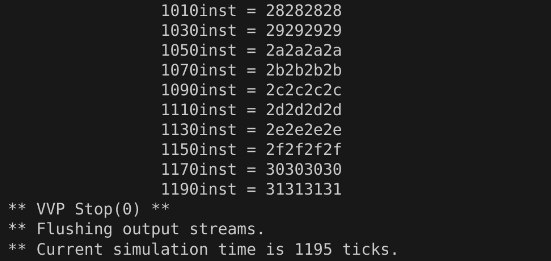 1010inst = 28282828
1030inst = 29292929
1050inst = 2a2a2a2a
1070inst = 2b2b2b2b
1090inst = 2c2c2c2c
1110inst = 2d2d2d2d
1130inst = 2e2e2e2e
1150inst = 2f2f2f2f
1170inst = 30303030
1190inst = 31313131
** VVP Stop(0) **
** Flushing output streams.
** Current simulation time is 1195 ticks.